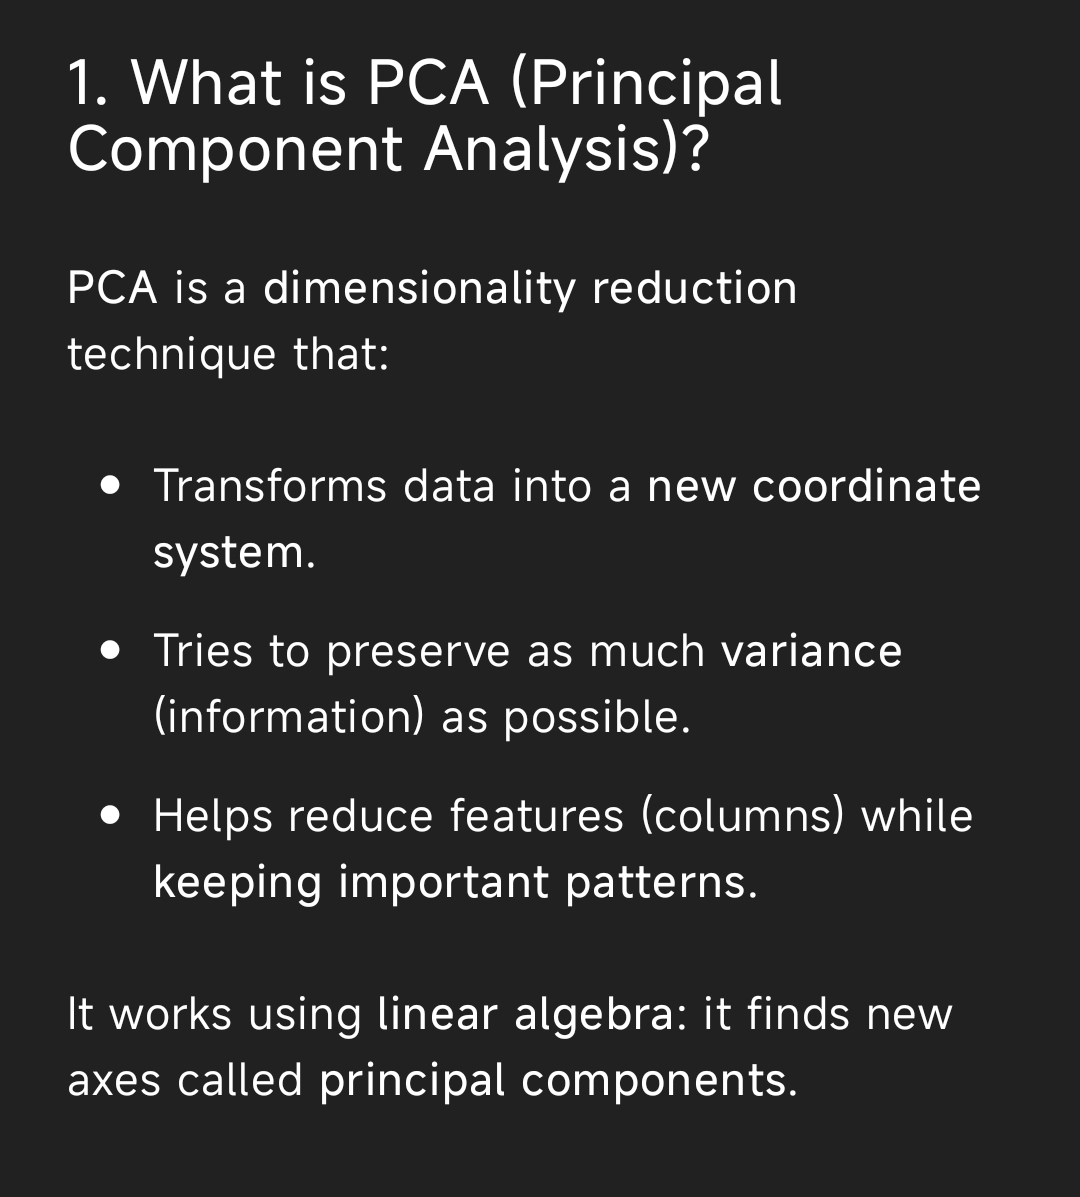 1. What is PCA (Principal
Component Analysis)?
PCA is a dimensionality reduction
technique that:
• Transforms data into a new coordinate
system.
• Tries to preserve as much variance
(information) as possible.
• Helps reduce features (columns) while
keeping important patterns.
It works using linear algebra: it finds new
axes called principal components.